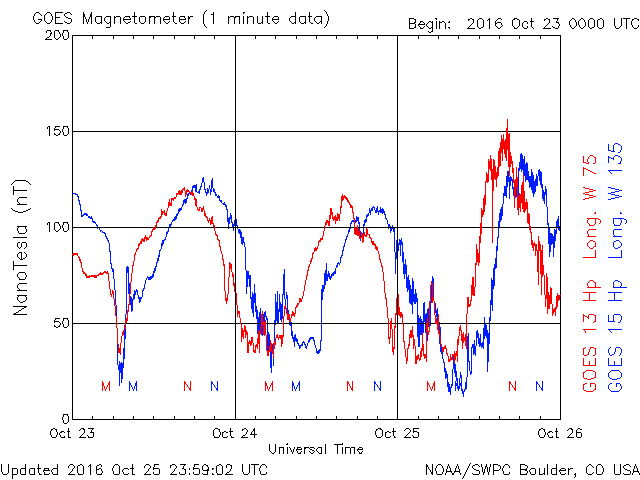 GOES Magnetometer (1 minute data)
Begin: 2016 Oct 23 0000 UTC
200
150
100
50
0
NanoTesla (nT)
M M N N M M N N M M N N
Oct 23 Oct 24 Oct 25 Oct 26
Universal Time
GOES 13 Hp Long. W 75
GOES 15 Hp Long. W 135
Updated 2016 Oct 25 23:59:02 UTC
NOAA/SWPC Boulder, CO USA